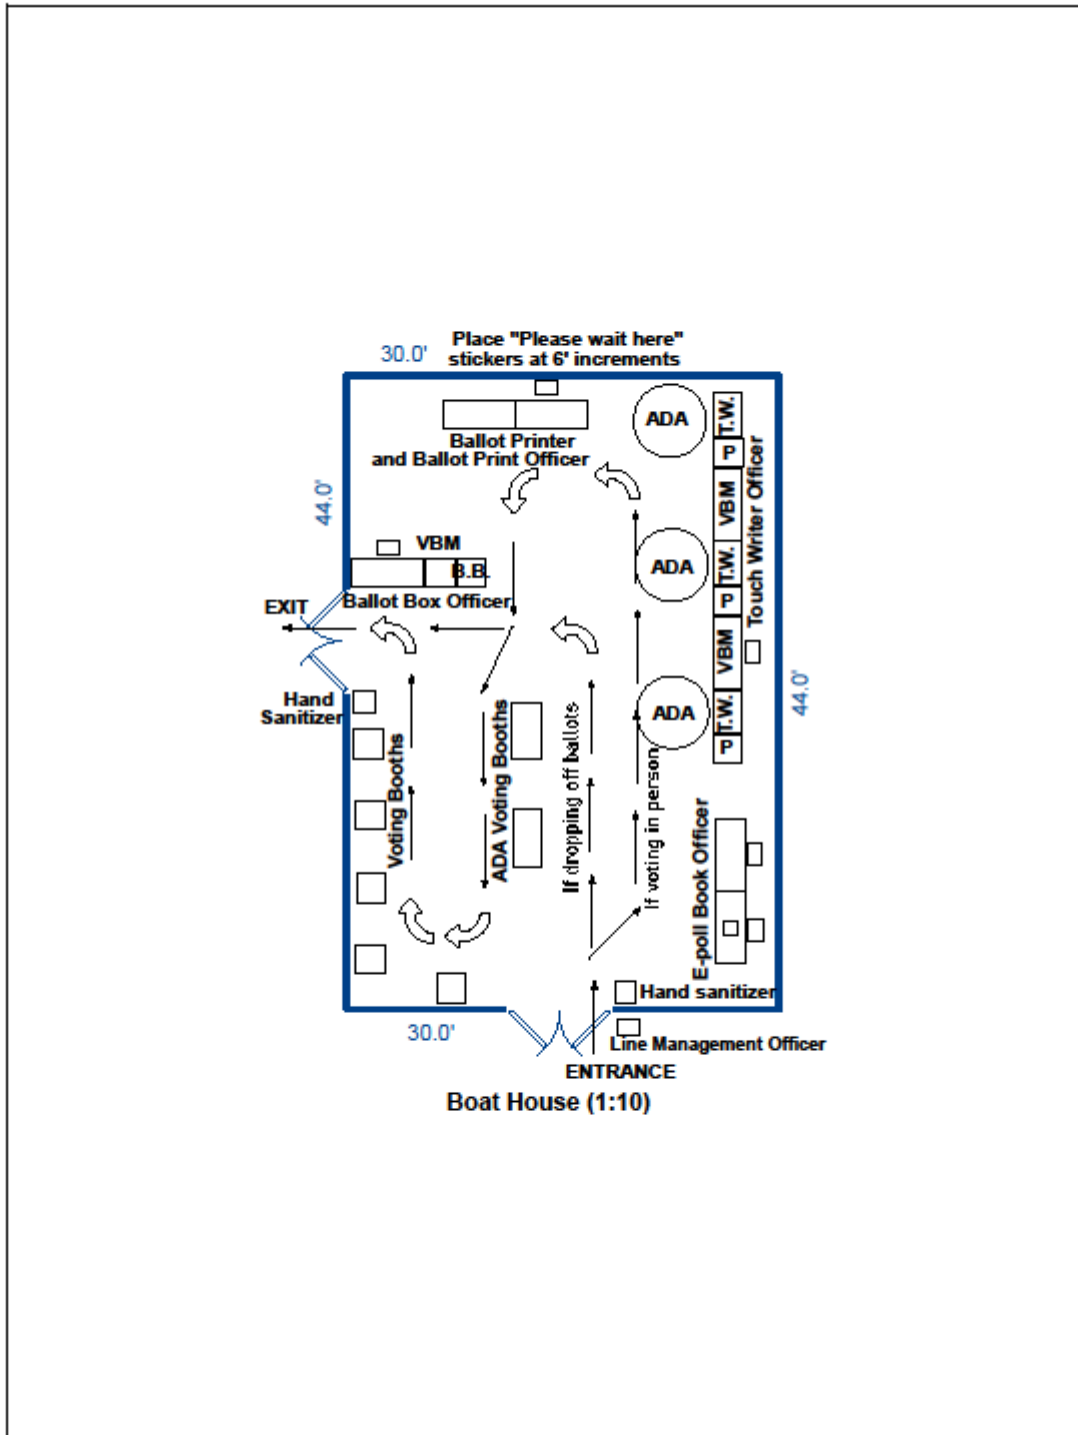 Place "Please wait here"
stickers at 6' increments
30.0'
ADA
T.W.
P
Ballot Printer
and Ballot Print Officer
VBM
Touch Writer Officer
44.0'
VBM
B.B.
Ballot Box Officer
ADA
T.W.
P
EXIT
VBM
Hand
Sanitizer
ADA
T.W.
P
44.0'
Voting Booths
ADA Voting Booths
If dropping off ballots
If voting in person
E-poll Book Officer
Hand sanitizer
30.0'
Line Management Officer
ENTRANCE
Boat House (1:10)